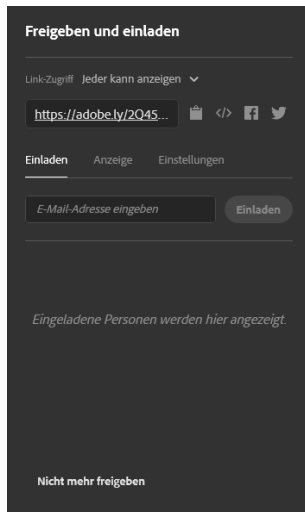 Freigeben und einladen
Link-Zugriff Jeder kann anzeigen
https://adobe.ly/2Q45...
Einladen Anzeige Einstellungen
E-Mail-Adresse eingeben Einladen
Eingeladene Personen werden hier angezeigt.
Nicht mehr freigeben